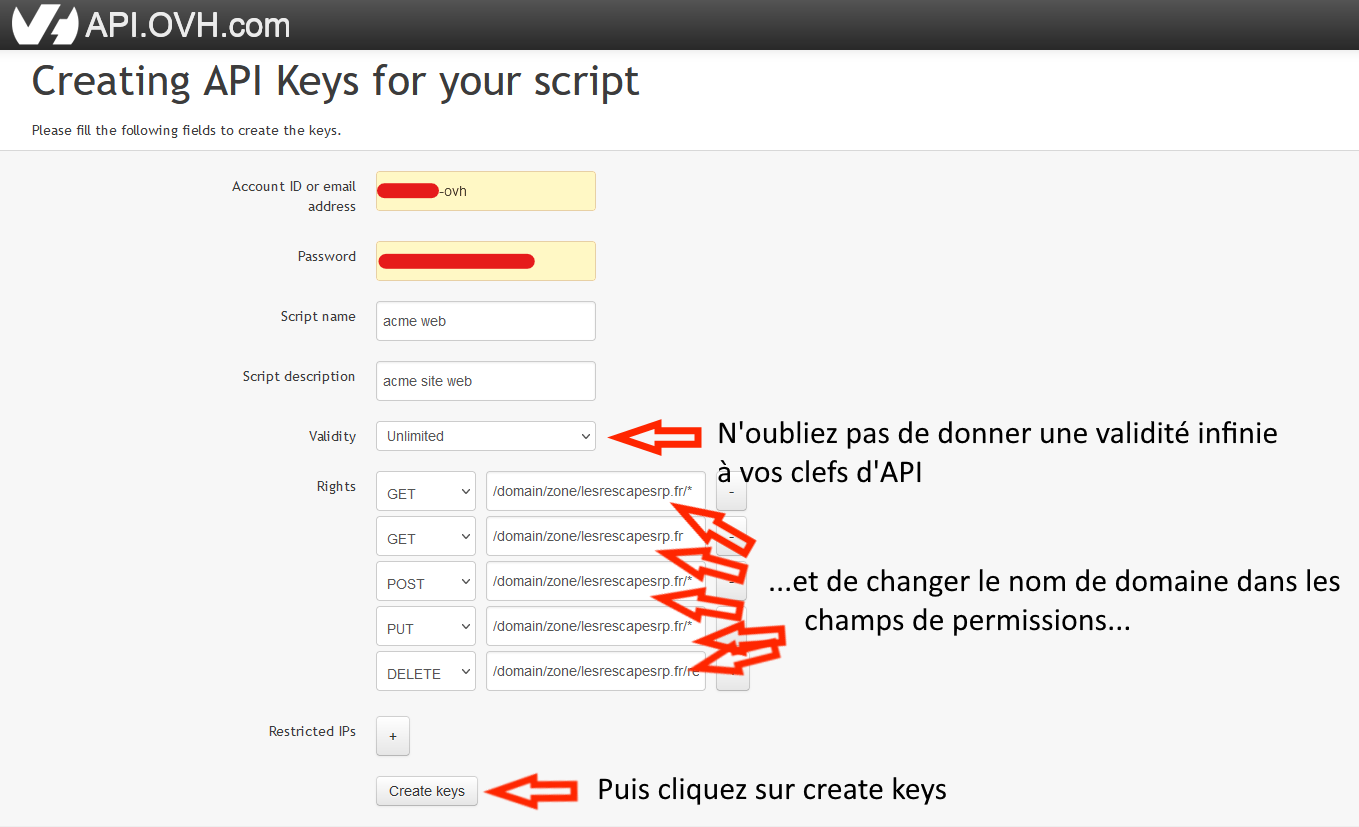 API.OVH.com
Creating API Keys for your script
Please fill the following fields to create the keys.
Account ID or email
address
-ovh
Password
Script name
acme web
Script description
acme site web
Validity
Unlimited
N'oubliez pas de donner une validité infinie
à vos clefs d'API
Rights
GET
/domain/zone/lesrescapesrp.fr/*
-
GET
/domain/zone/lesrescapesrp.fr
-
POST
/domain/zone/lesrescapesrp.fr/*
-
...et de changer le nom de domaine dans les
champs de permissions...
PUT
/domain/zone/lesrescapesrp.fr/*
DELETE
/domain/zone/lesrescapesrp.fr/re
Restricted IPs
+
Create keys
Puis cliquez sur create keys